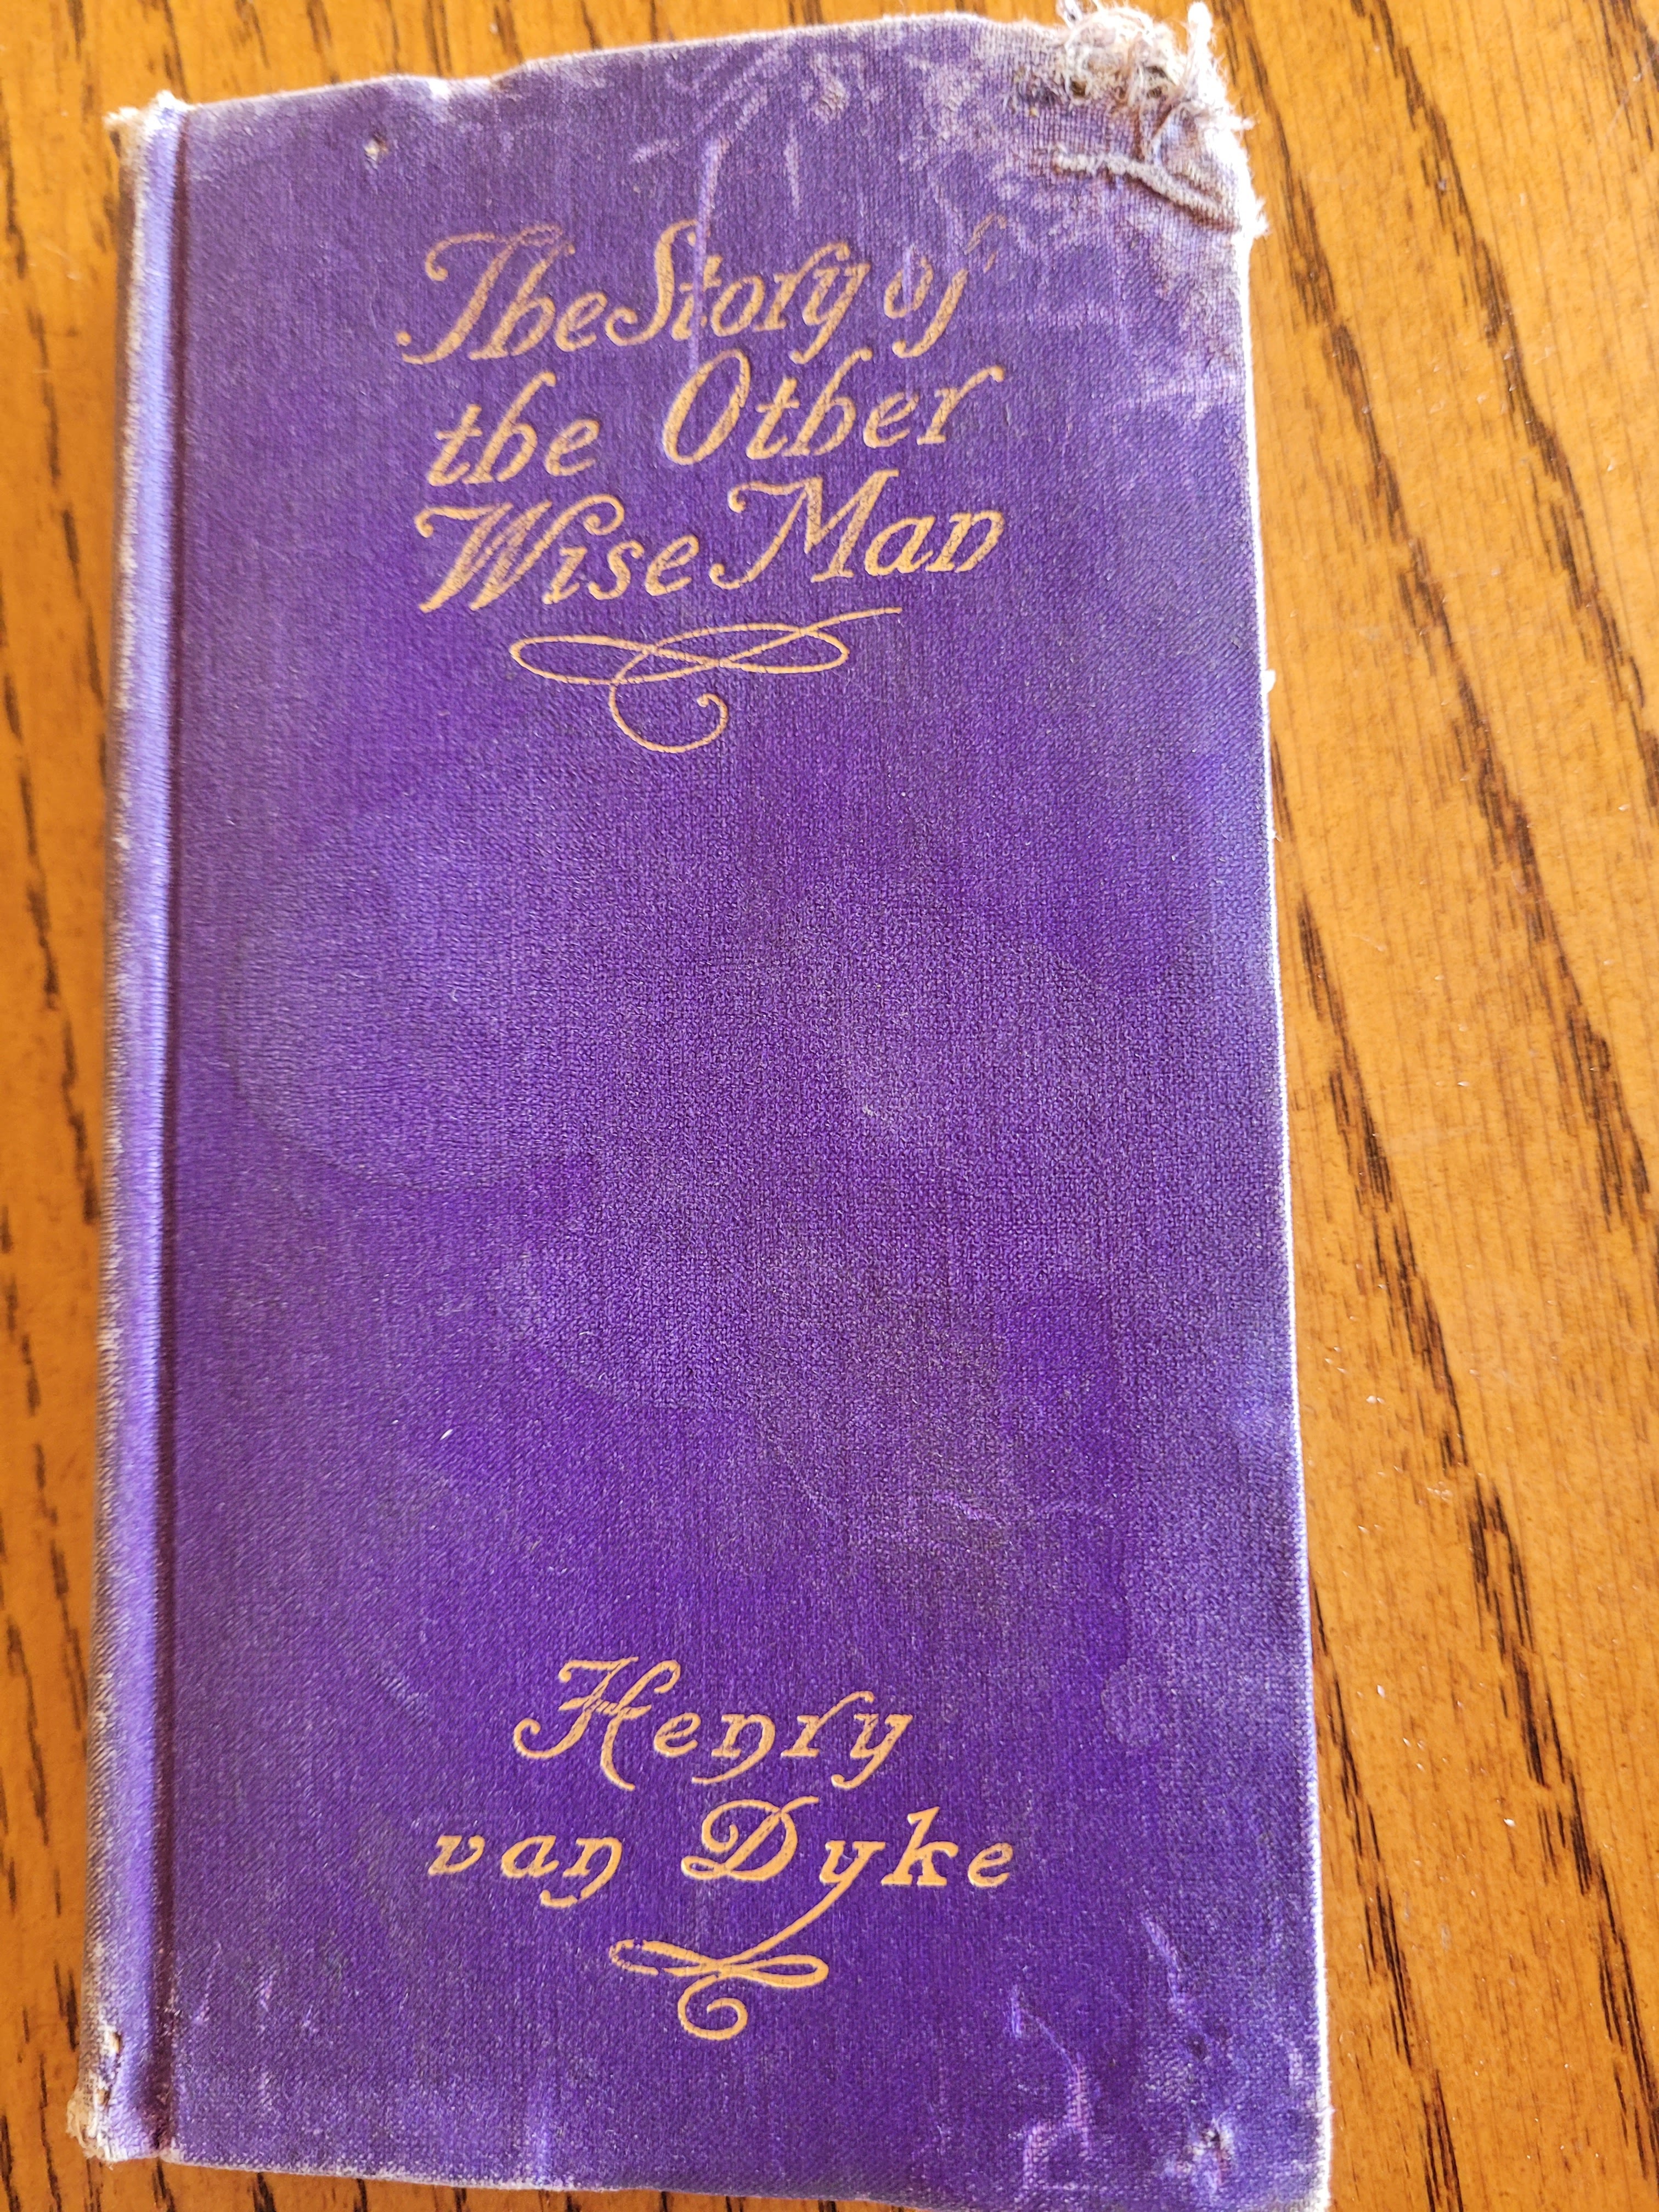 The Story of
the Other
Wise Man
Henry
van Dyke